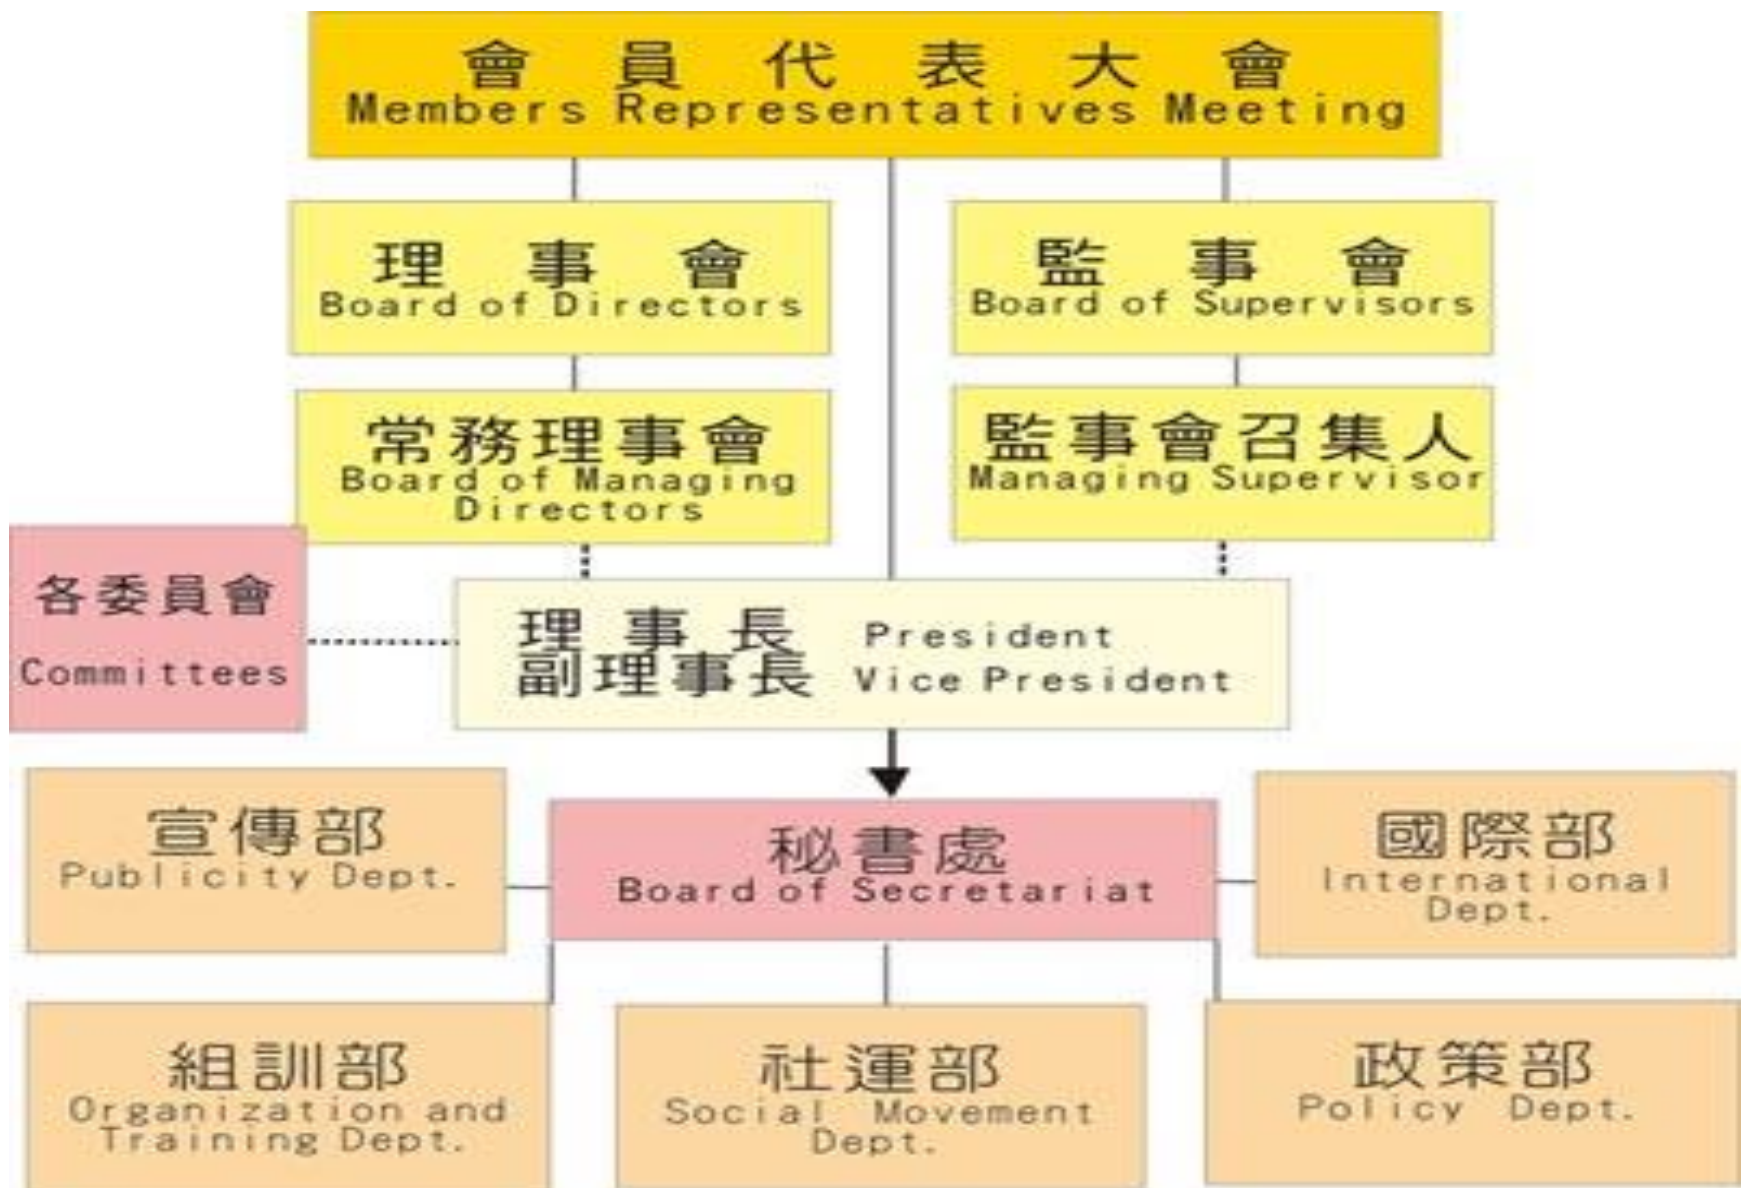 會員代表大會
Members Representatives Meeting
理事會
Board of Directors
監事會
Board of Supervisors
常務理事會
Board of Managing
Directors
監事會召集人
Managing Supervisor
各委員會
Committees
理事長 President
副理事長 Vice President
宣傳部
Publicity Dept.
秘書處
Board of Secretariat
國際部
International
Dept.
組訓部
Organization and
Training Dept.
社運部
Social Movement
Dept.
政策部
Policy Dept.